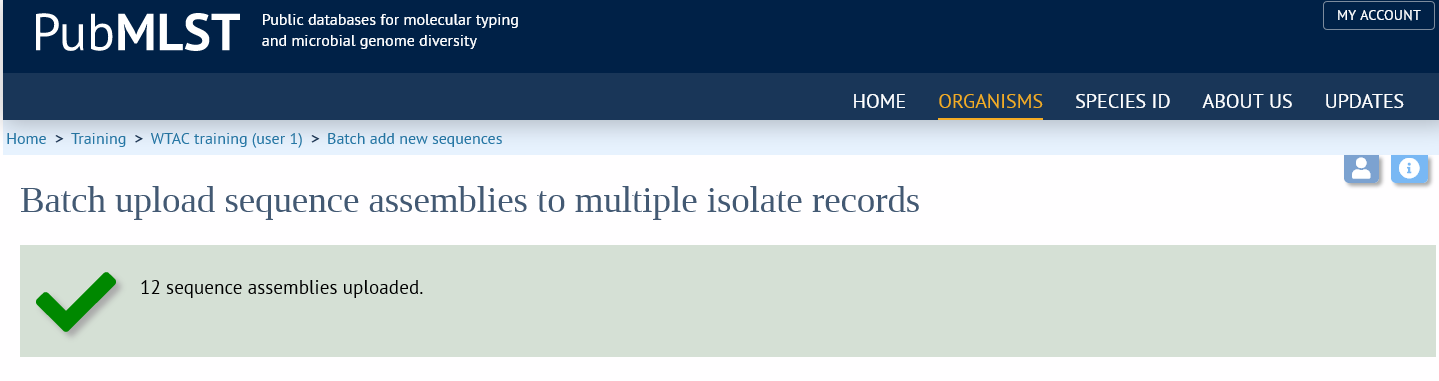 PubMLST
Public databases for molecular typing
and microbial genome diversity
MY ACCOUNT
HOME ORGANISMS SPECIES ID ABOUT US UPDATES
Home > Training > WTAC training (user 1) > Batch add new sequences
Batch upload sequence assemblies to multiple isolate records
12 sequence assemblies uploaded.